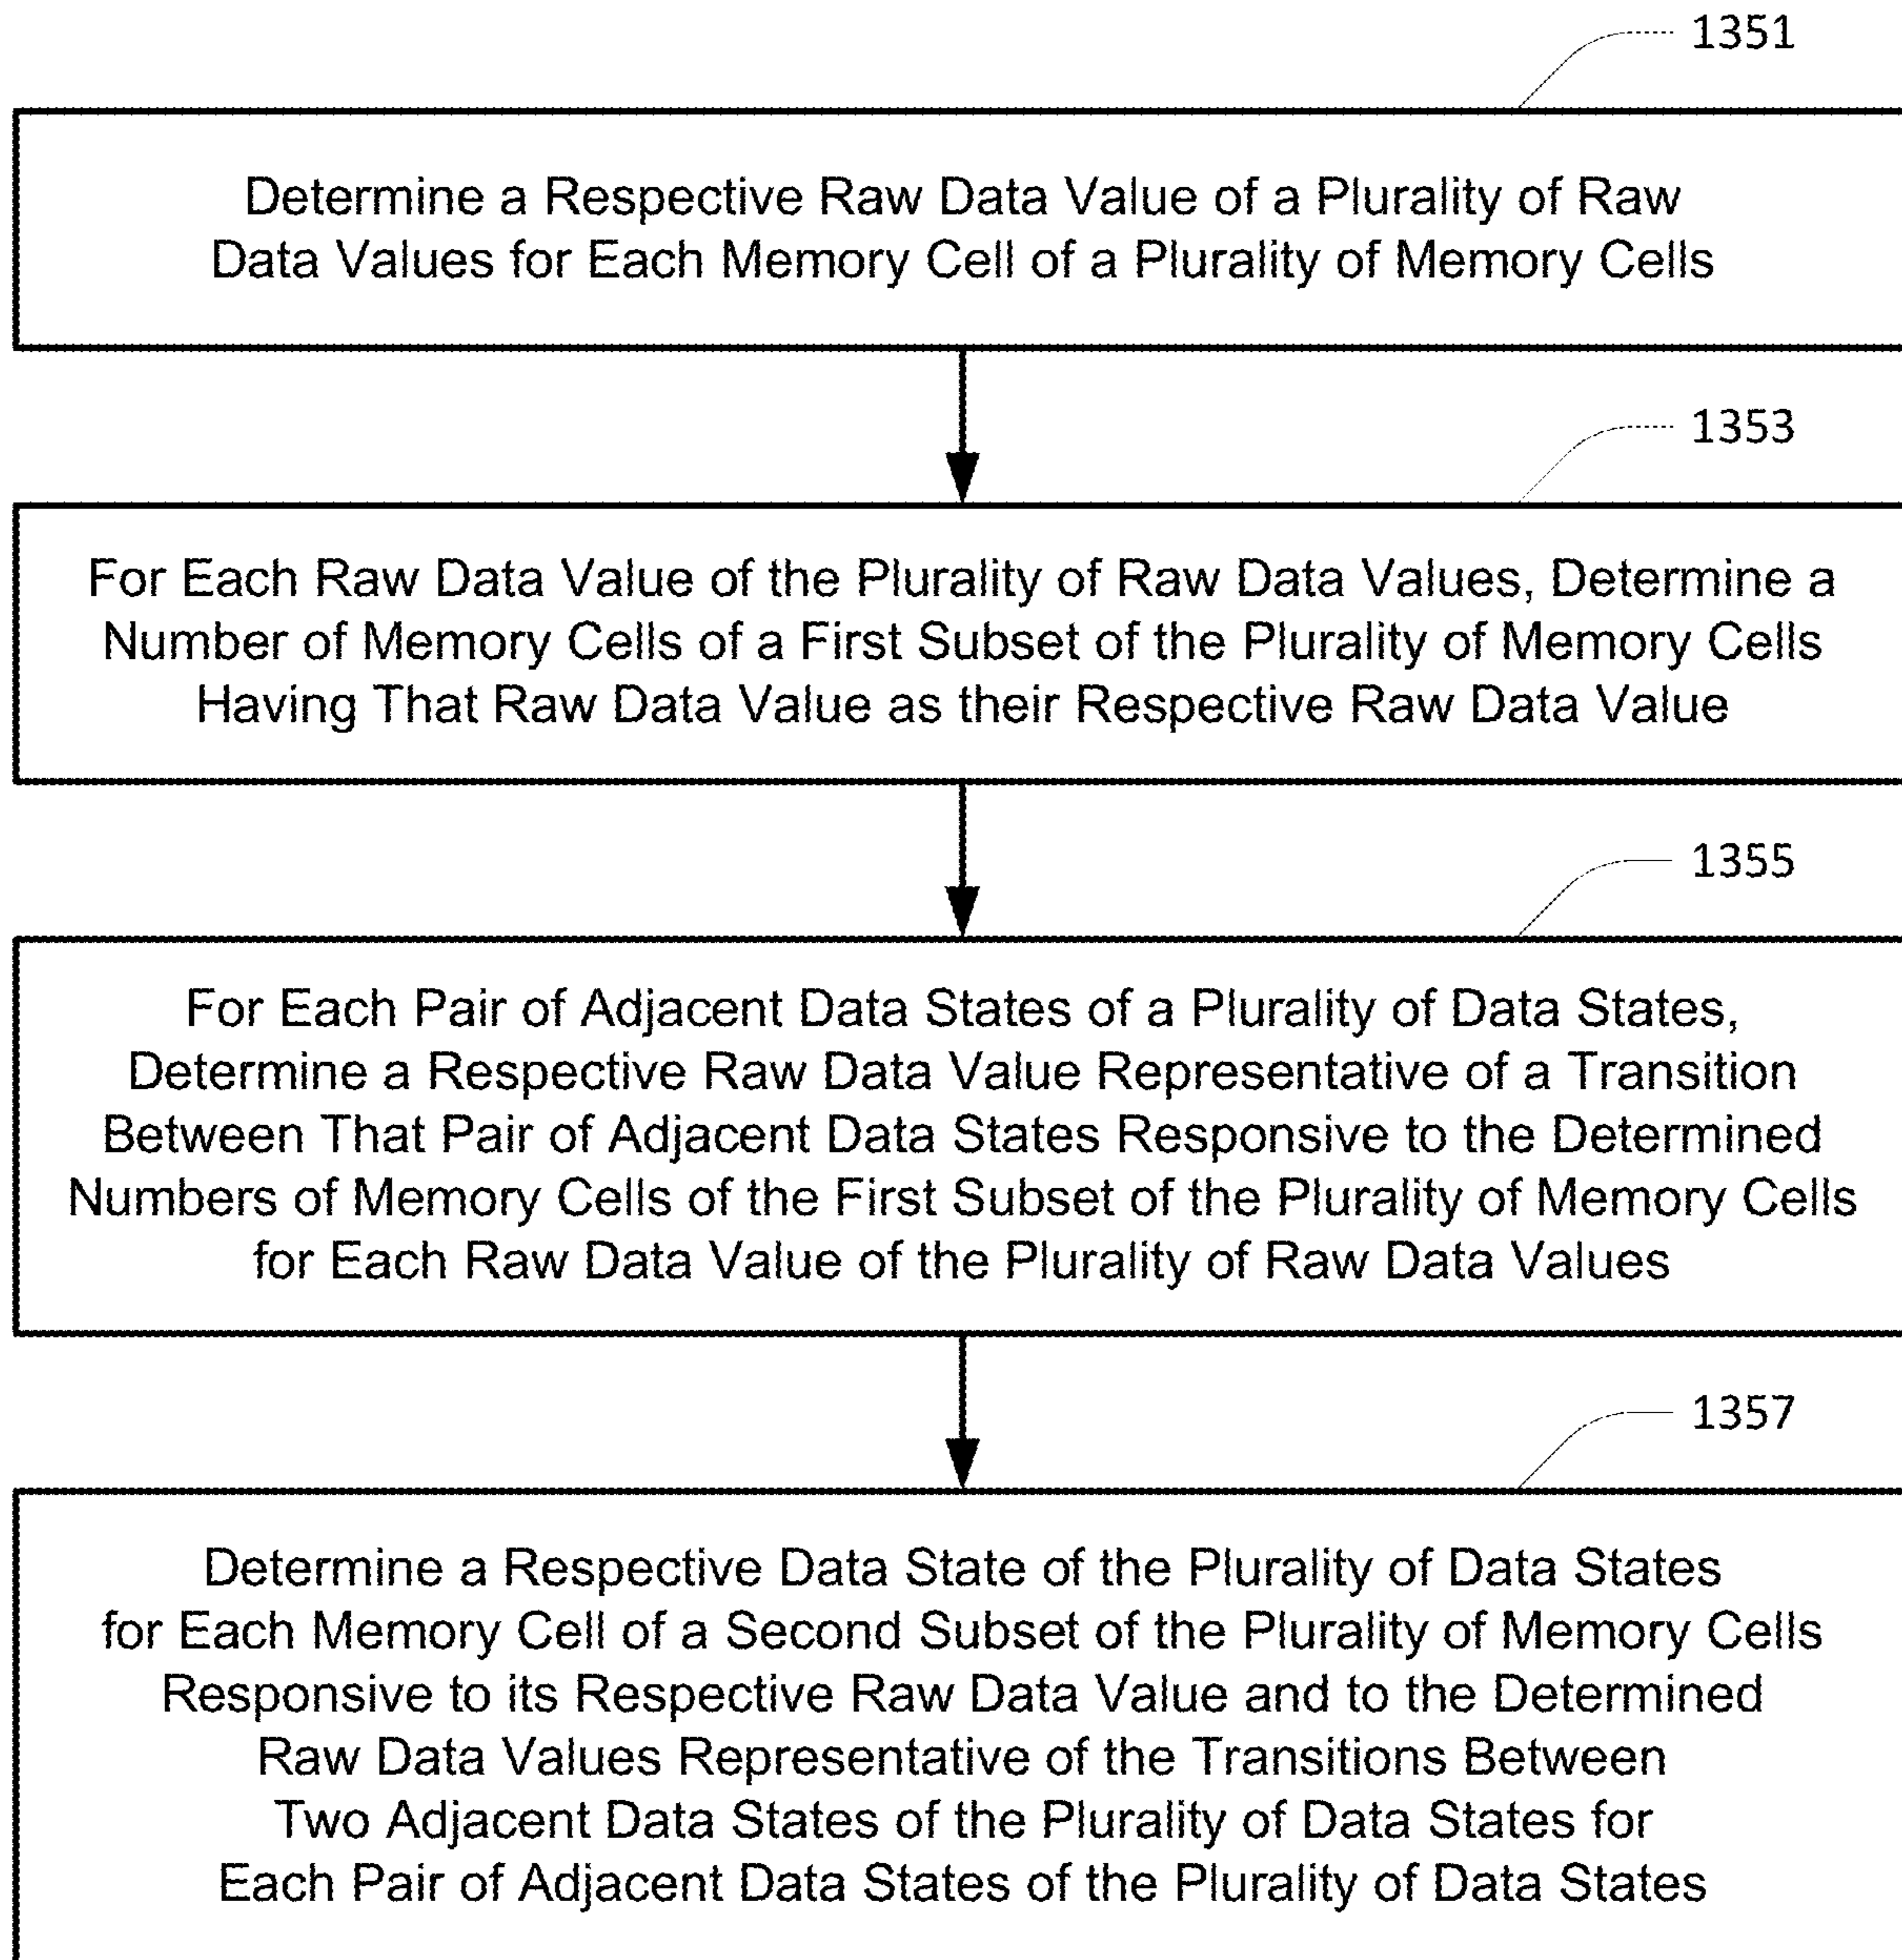 1351
Determine a Respective Raw Data Value of a Plurality of Raw
Data Values for Each Memory Cell of a Plurality of Memory Cells
1353
For Each Raw Data Value of the Plurality of Raw Data Values, Determine a
Number of Memory Cells of a First Subset of the Plurality of Memory Cells
Having That Raw Data Value as their Respective Raw Data Value
1355
For Each Pair of Adjacent Data States of a Plurality of Data States,
Determine a Respective Raw Data Value Representative of a Transition
Between That Pair of Adjacent Data States Responsive to the Determined
Numbers of Memory Cells of the First Subset of the Plurality of Memory Cells
for Each Raw Data Value of the Plurality of Raw Data Values
1357
Determine a Respective Data State of the Plurality of Data States
for Each Memory Cell of a Second Subset of the Plurality of Memory Cells
Responsive to its Respective Raw Data Value and to the Determined
Raw Data Values Representative of the Transitions Between
Two Adjacent Data States of the Plurality of Data States for
Each Pair of Adjacent Data States of the Plurality of Data States